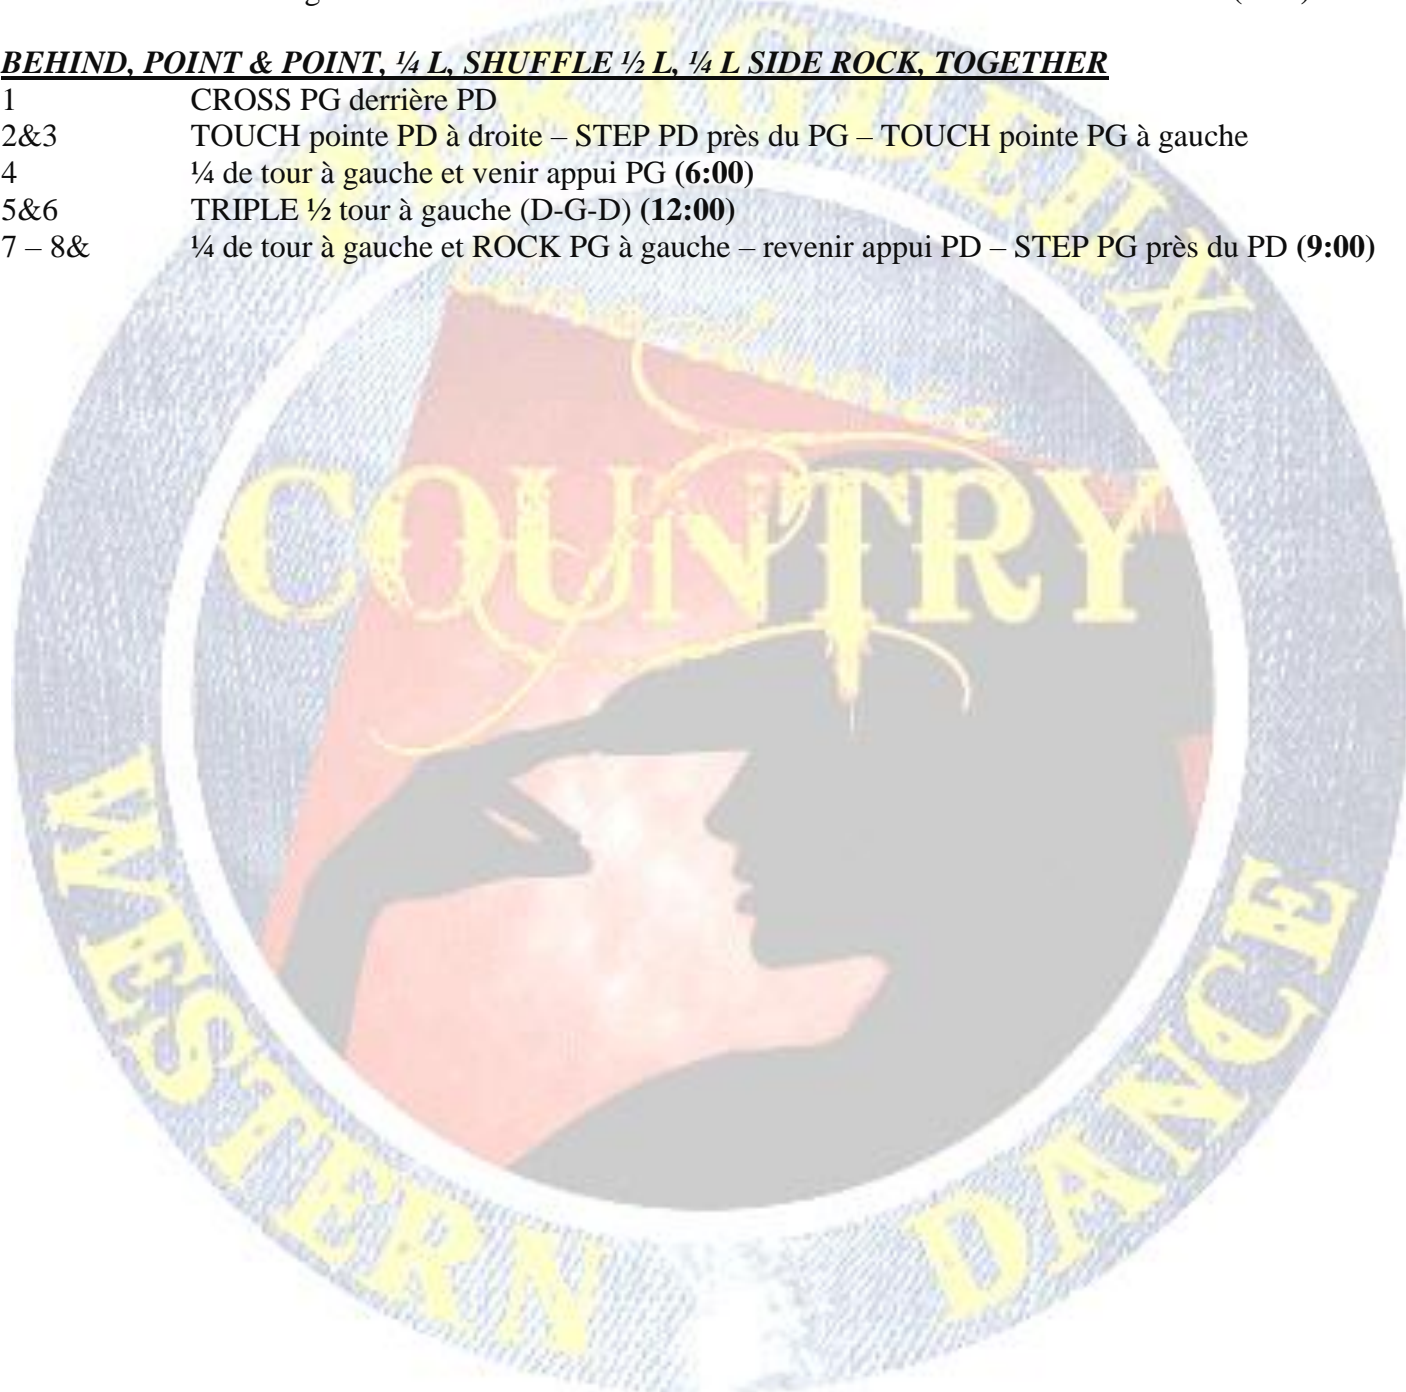 BEHIND, POINT & POINT, ¼ L, SHUFFLE ½ L, ¼ L SIDE ROCK, TOGETHER
1 CROSS PG derrière PD
2&3 TOUCH pointe PD à droite – STEP PD près du PG – TOUCH pointe PG à gauche
4 ¼ de tour à gauche et venir appui PG (6:00)
5&6 TRIPLE ½ tour à gauche (D-G-D) (12:00)
7 – 8& ¼ de tour à gauche et ROCK PG à gauche – revenir appui PD – STEP PG près du PD (9:00)
COUNTRY
WESTERN
DANCE